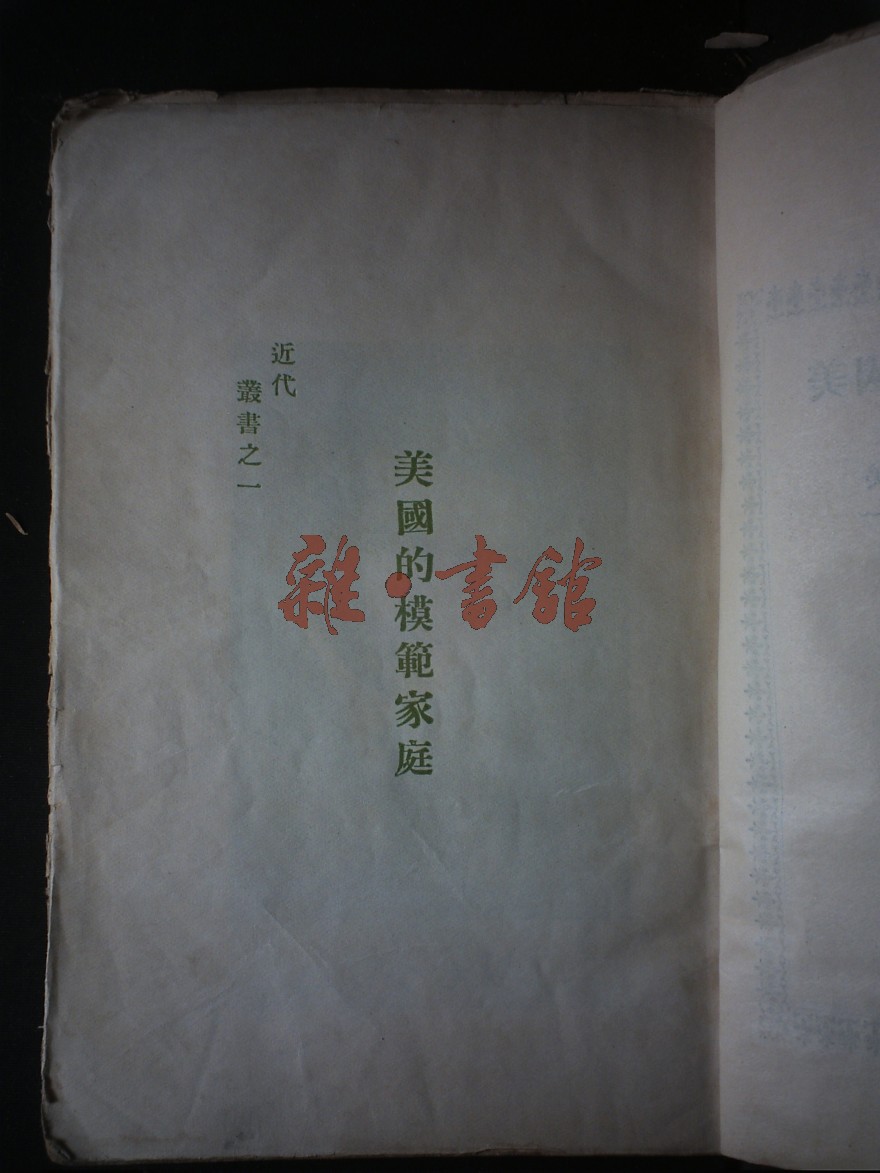 美國的模範家庭
近代
叢書之一
雜·書館